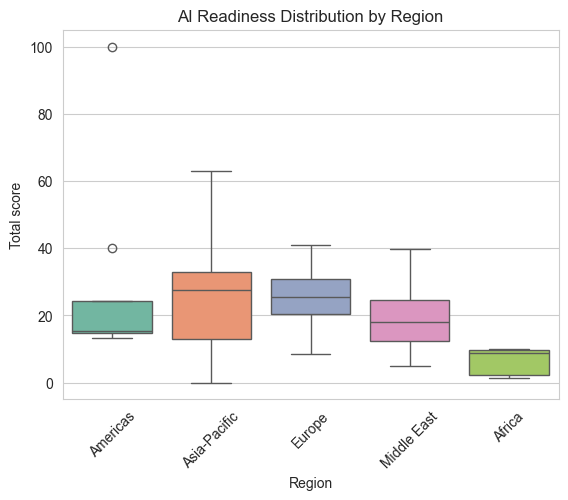 AI Readiness Distribution by Region
Total score
100
80
60
40
20
0
Americas
Asia-Pacific
Europe
Middle East
Africa
Region